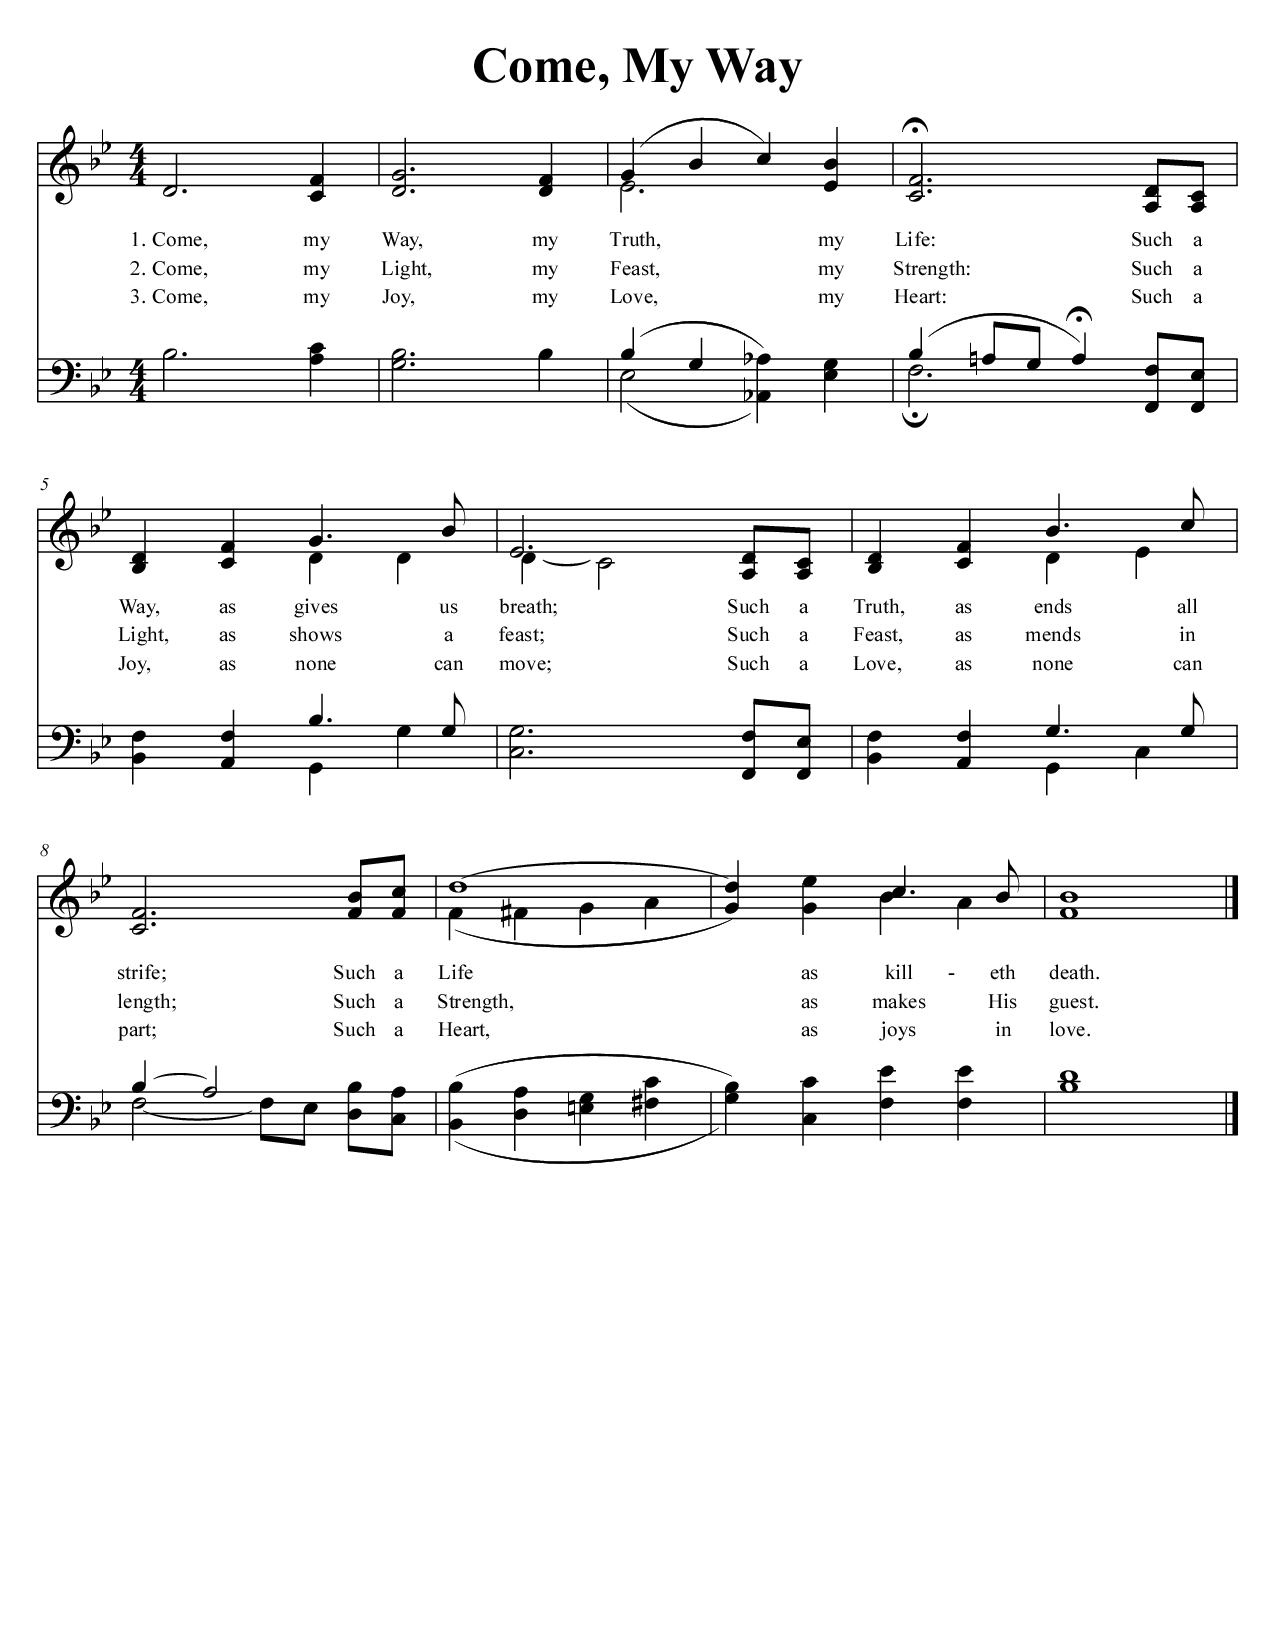 Come, My Way
1. Come, my Way, my Truth, my Life: Such a
2. Come, my Light, my Feast, my Strength: Such a
3. Come, my Joy, my Love, my Heart: Such a
5
Way, as gives us breath; Such a Truth, as ends all
Light, as shows a feast; Such a Feast, as mends in
Joy, as none can move; Such a Love, as none can
8
strife; Such a Life as kill - eth death.
length; Such a Strength, as makes His guest.
part; Such a Heart, as joys in love.